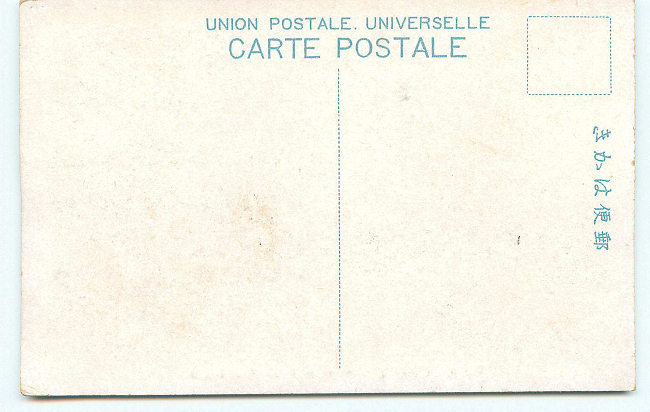 UNION POSTALE. UNIVERSELLE
CARTE POSTALE
郵便はかき